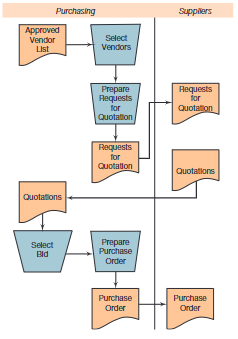 Purchasing
Suppliers
Approved
Vendor
List
Select
Vendors
Prepare
Requests
for
Quotation
Requests
for
Quotation
Requests
for
Quotation
Quotations
Quotations
Select
Bid
Prepare
Purchase
Order
Purchase
Order
Purchase
Order